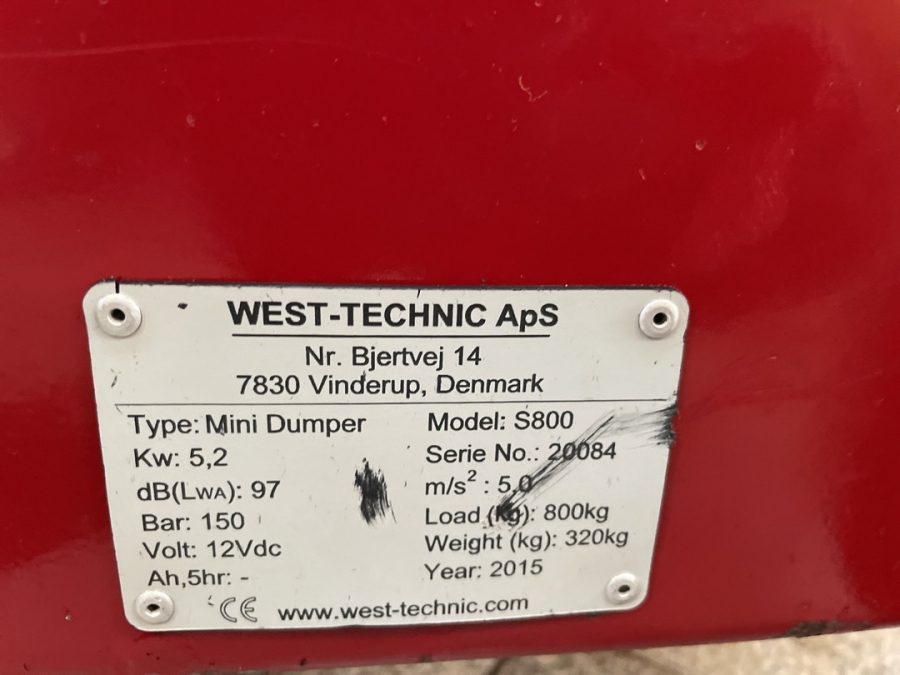 WEST-TECHNIC ApS
Nr. Bjertvej 14
7830 Vinderup, Denmark
Type: Mini Dumper
Kw: 5,2
dB(LWA): 97
Bar: 150
Volt: 12Vdc
Ah,5hr: -
Model: S800
Serie No.: 20084
m/s² : 5.0
Load (Kg): 800kg
Weight (kg): 320kg
Year: 2015
CE www.west-technic.com